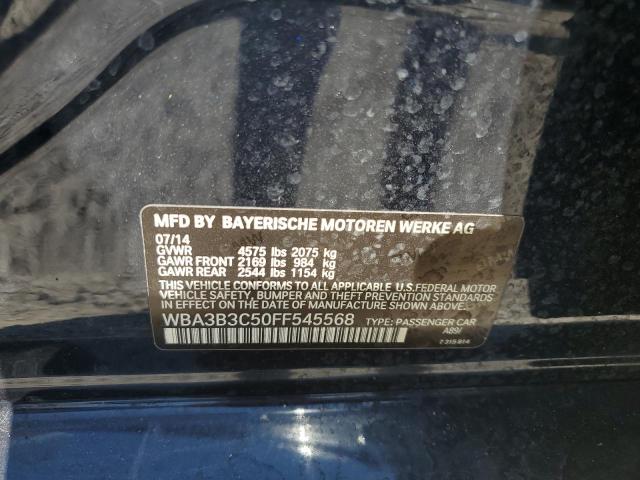 MFD BY BAYERISCHE MOTOREN WERKE AG
07/14
GVWR 4575 lbs 2075 kg
GAWR FRONT 2169 lbs 984 kg
GAWR REAR 2544 lbs 1154 kg
THIS VEHICLE CONFORMS TO ALL APPLICABLE U.S.FEDERAL MOTOR
VEHICLE SAFETY, BUMPER AND THEFT PREVENTION STANDARDS
IN EFFECT ON THE DATE OF MANUFACTURE SHOWN ABOVE.
WBA3B3C50FF545568 TYPE: PASSENGER CAR
A89/